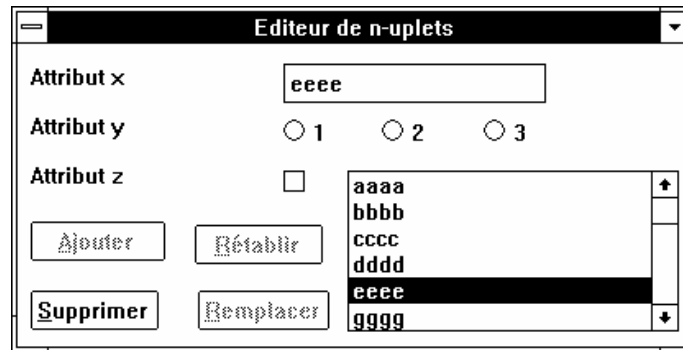 Editeur de n-uplets
Attribut x
eeee
Attribut y
1 2 3
Attribut z
aaaa
bbbb
cccc
dddd
eeee
gggg
Ajouter Rétablir
Supprimer Remplacer